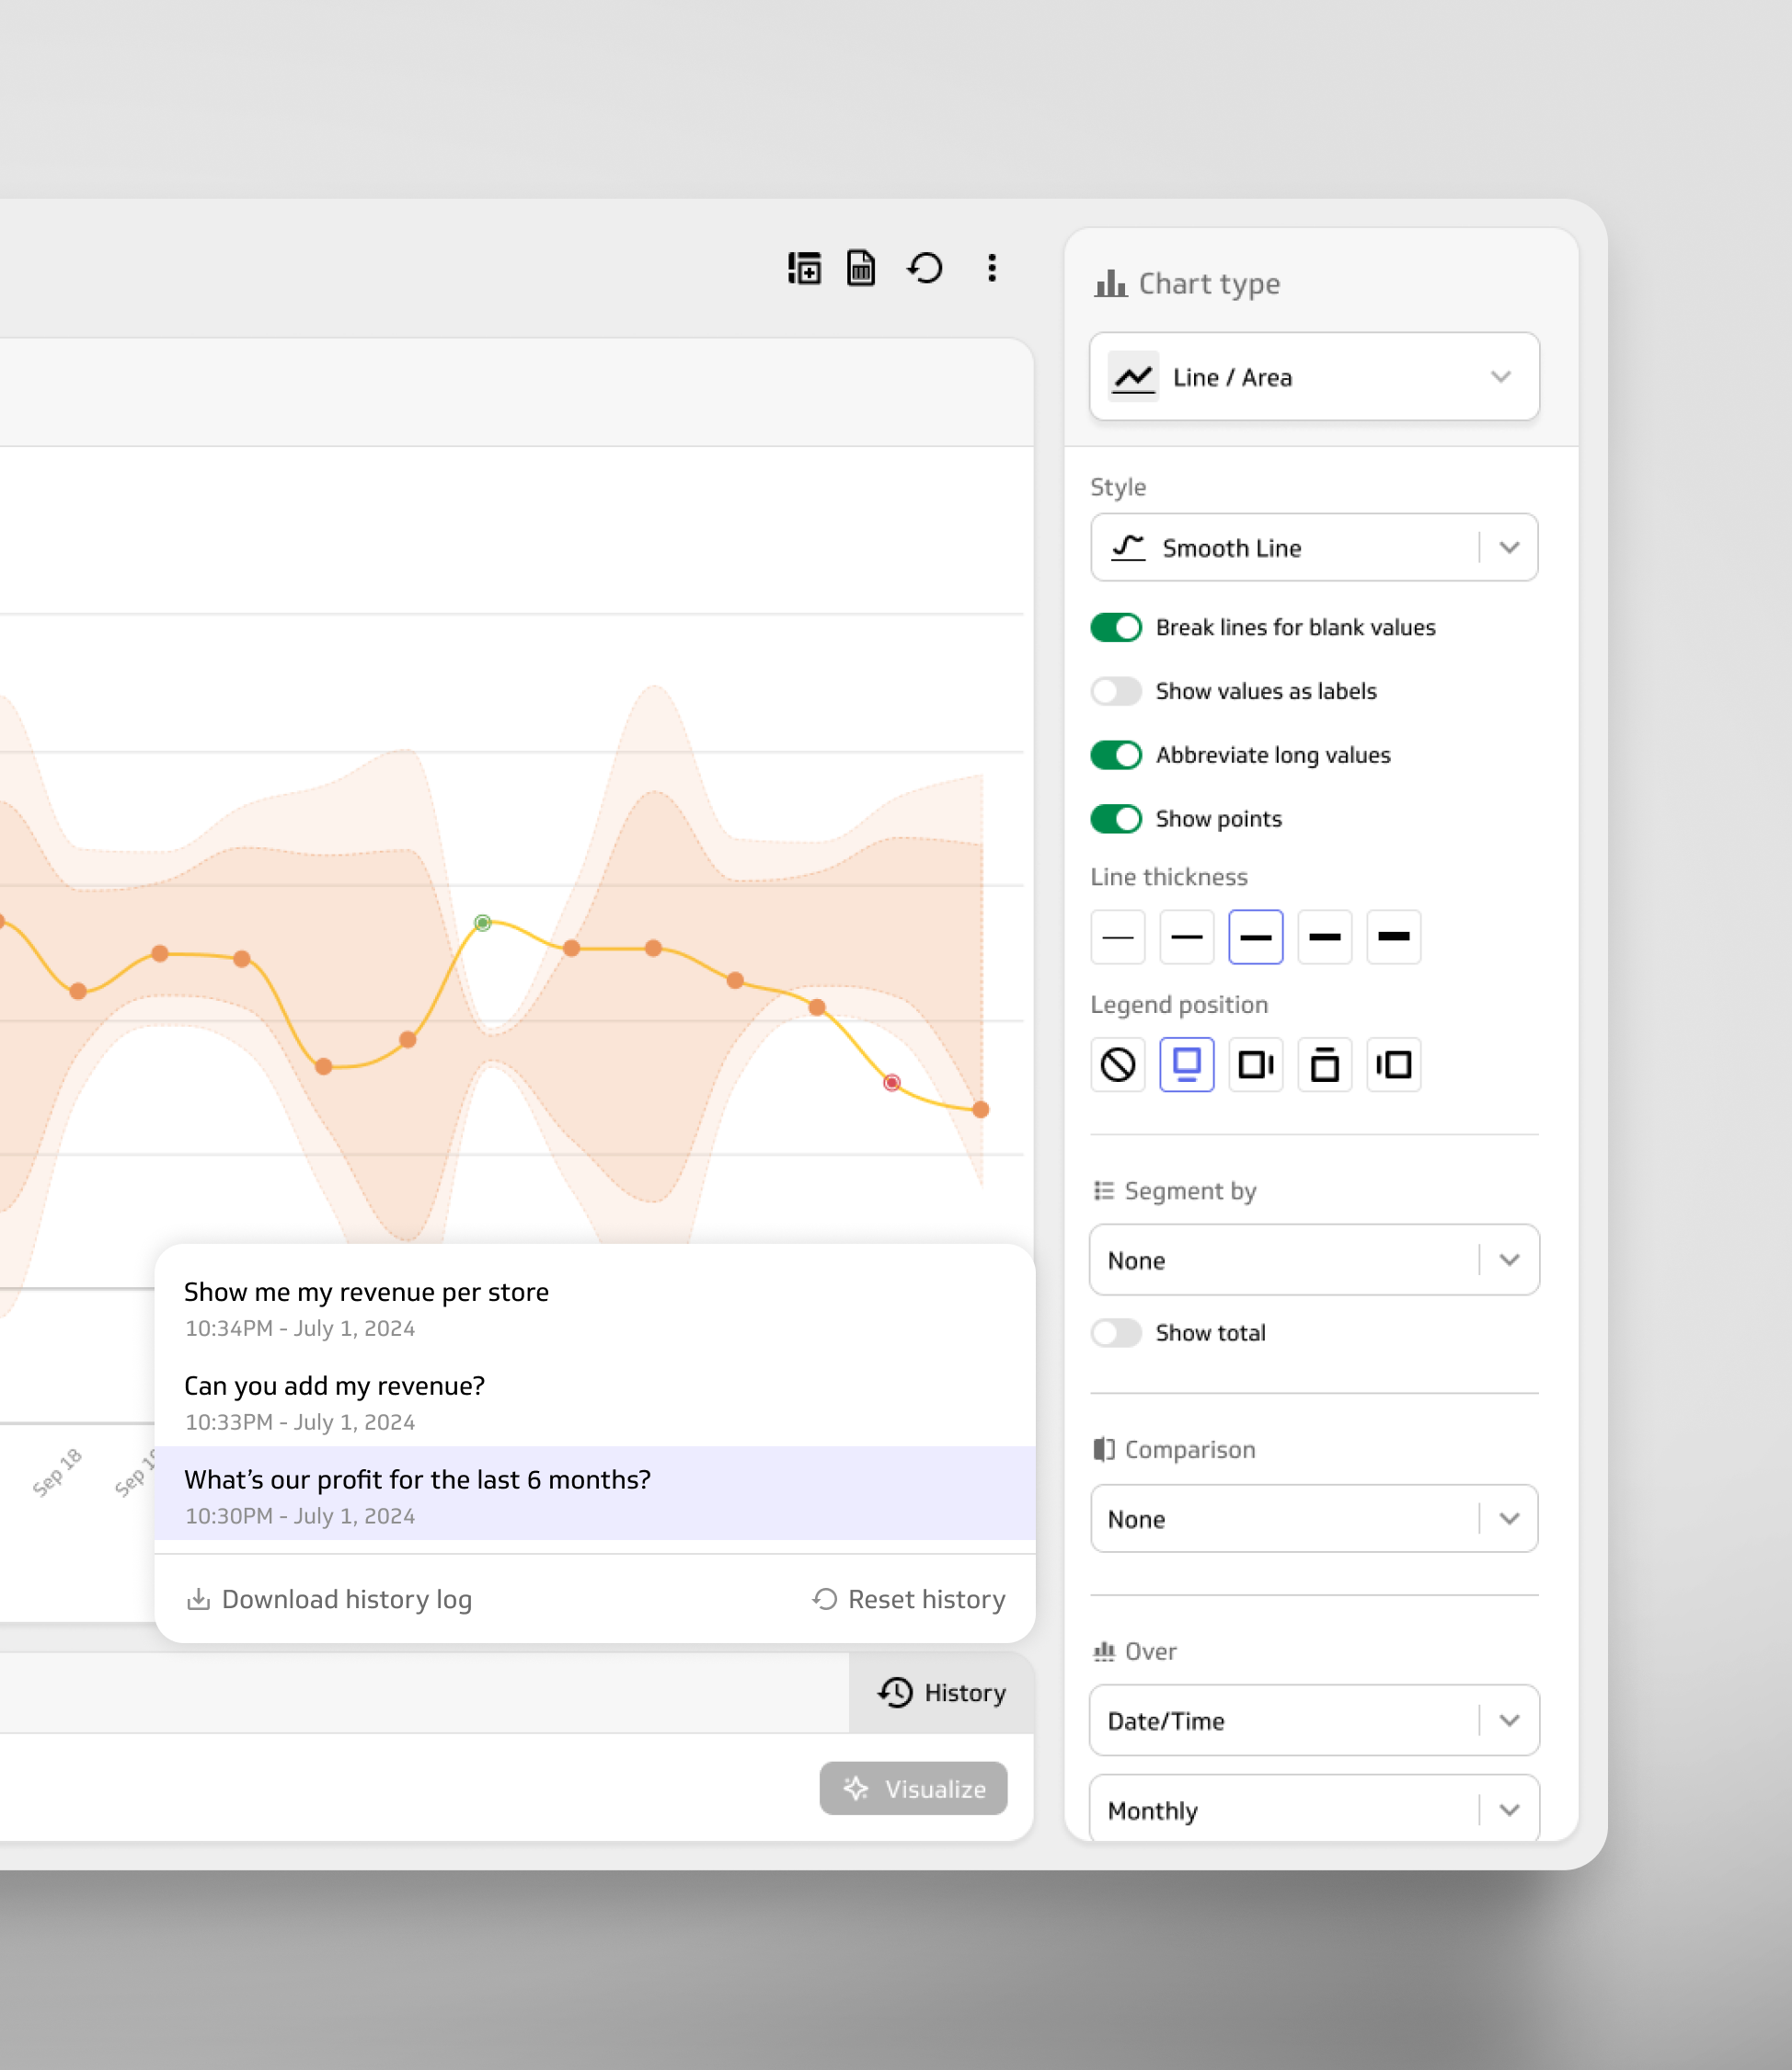 Chart type
Line / Area
Style
Smooth Line
Break lines for blank values
Show values as labels
Abbreviate long values
Show points
Line thickness
Legend position
Segment by
None
Show total
Comparison
None
Over
Date/Time
Monthly
Sep 18
Sep
Show me my revenue per store
10:34PM - July 1, 2024
Can you add my revenue?
10:33PM - July 1, 2024
What’s our profit for the last 6 months?
10:30PM - July 1, 2024
Download history log
Reset history
History
Visualize